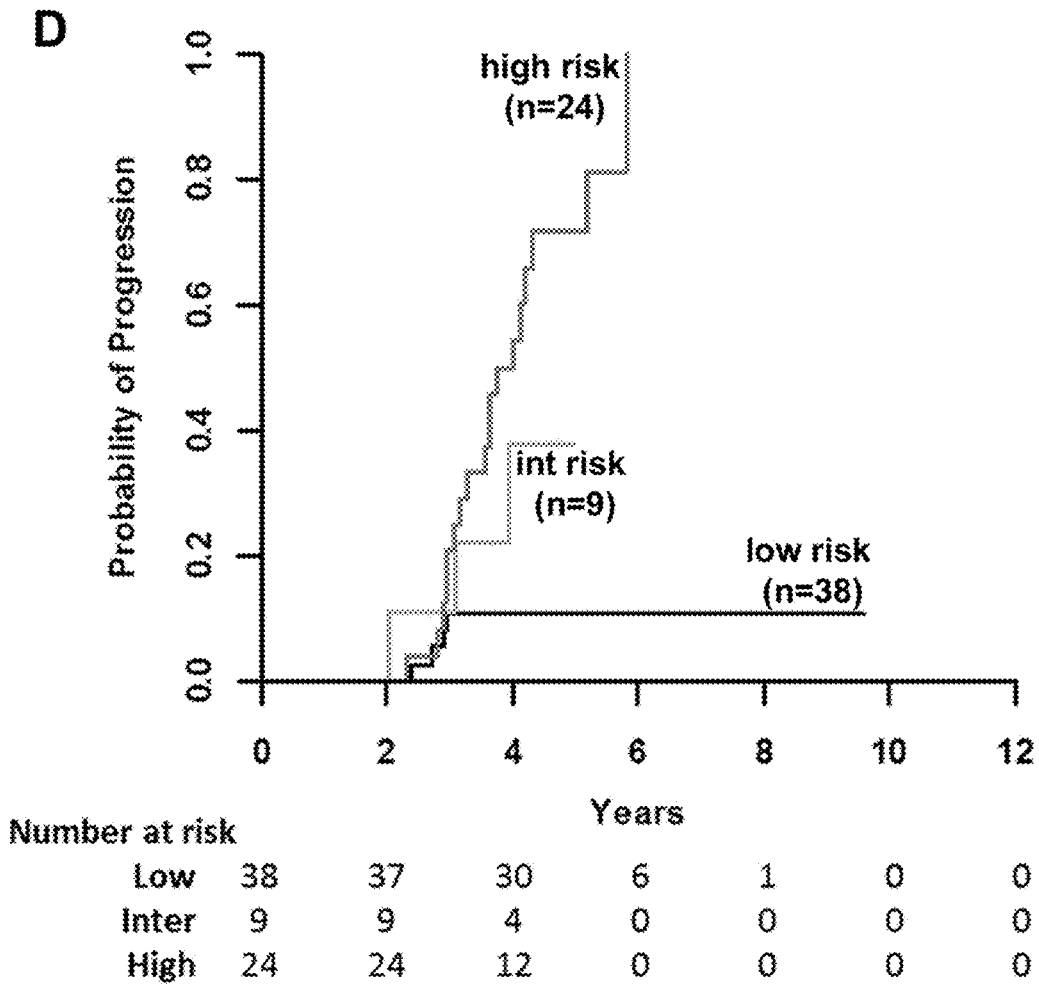 D
1.0
0.8
0.6
0.4
0.2
0.0
Probability of Progression
high risk
(n=24)
int risk
(n=9)
low risk
(n=38)
0 2 4 6 8 10 12
Years
Number at risk
Low 38 37 30 6 1 0 0
Inter 9 9 4 0 0 0 0
High 24 24 12 0 0 0 0